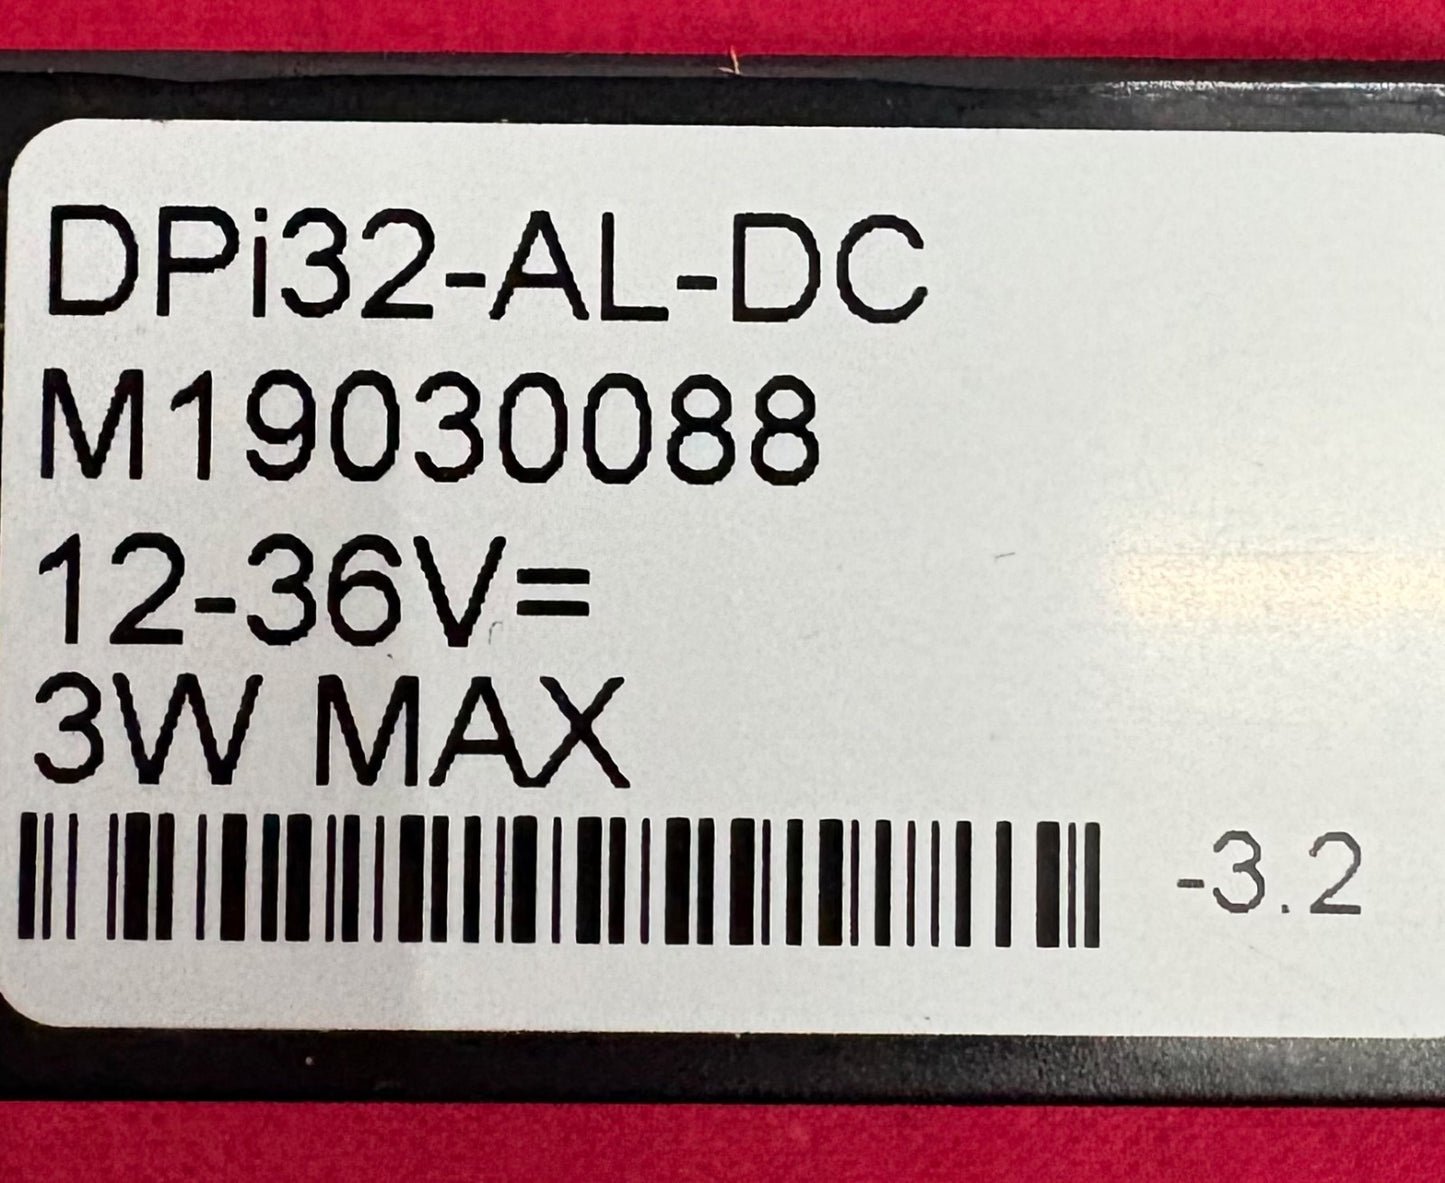 DPi32-AL-DC
M19030088
12-36V=
3W MAX
-3.2